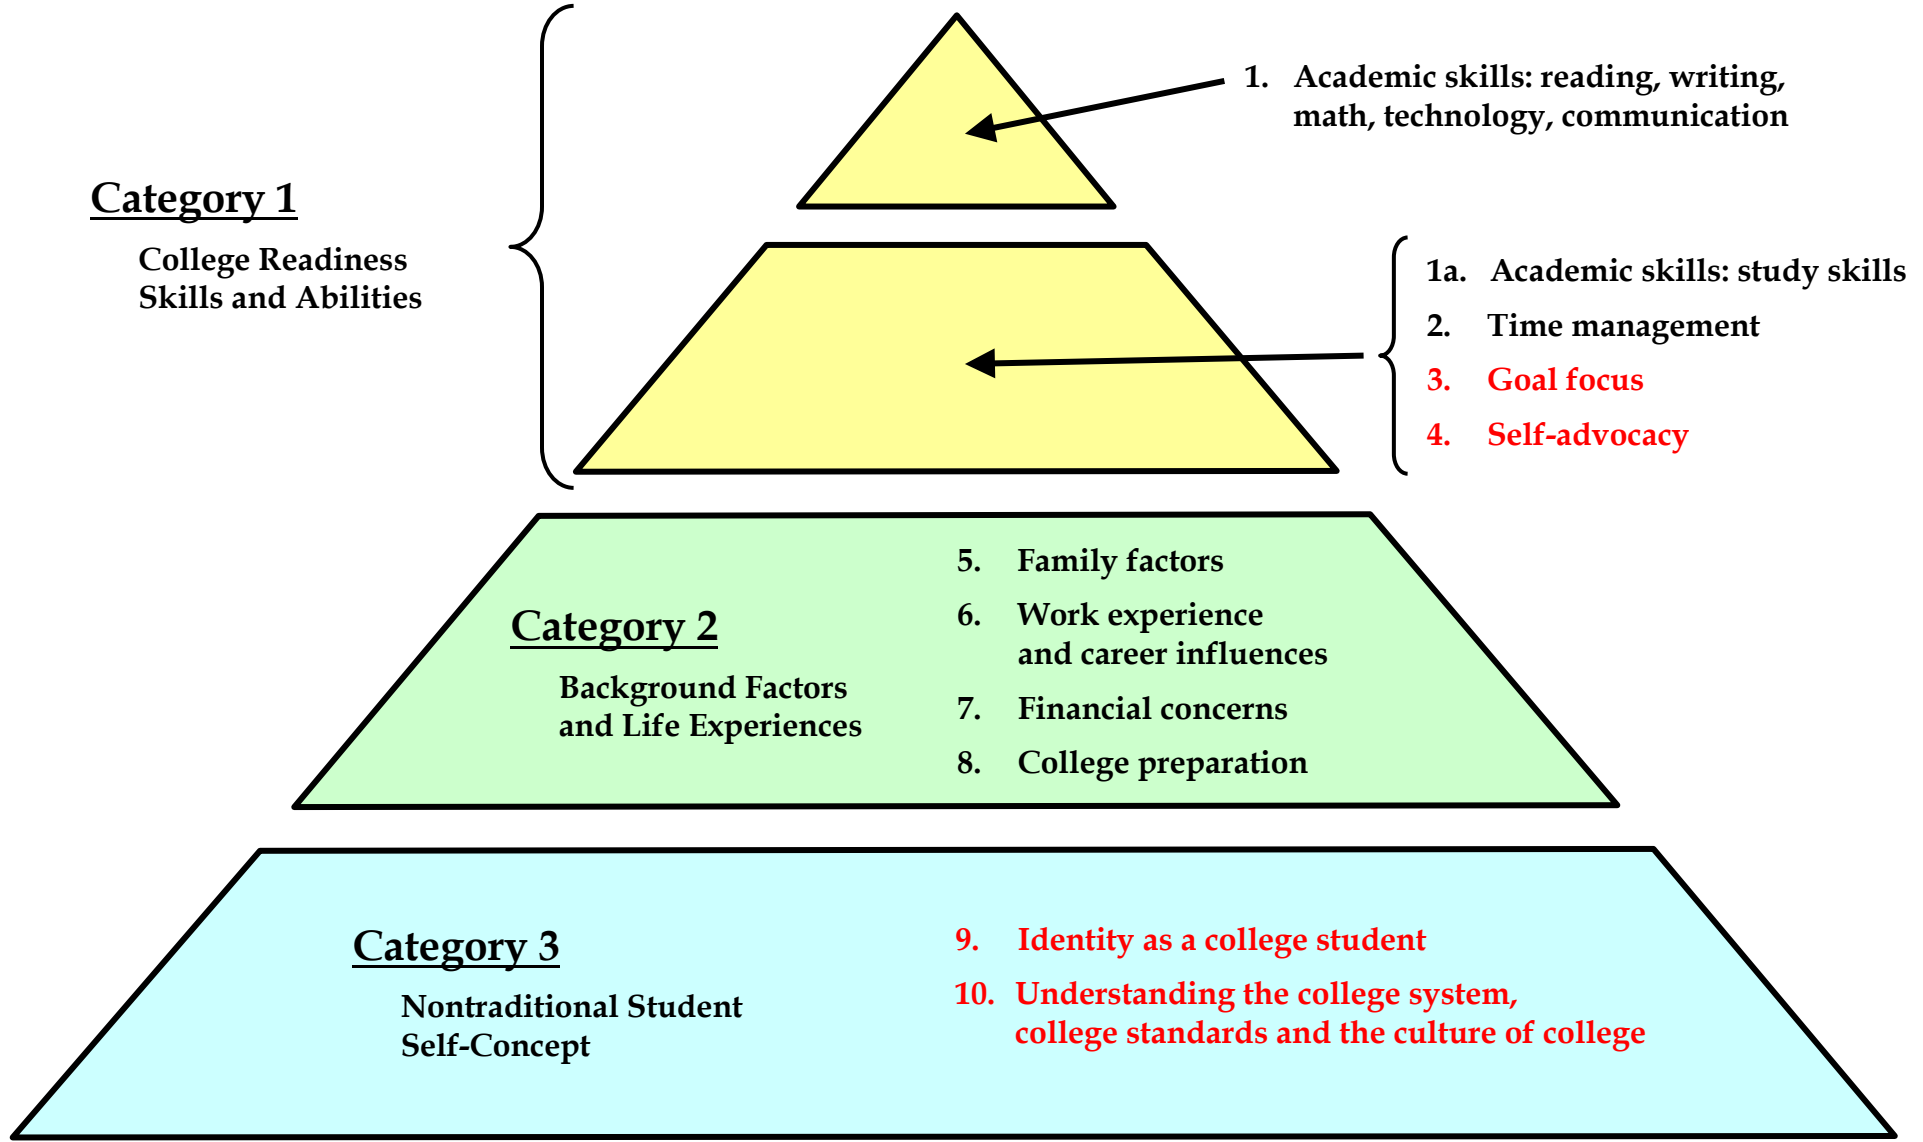 1. Academic skills: reading, writing,
math, technology, communication
Category 1
College Readiness
Skills and Abilities
1a. Academic skills: study skills
2. Time management
3. Goal focus
4. Self-advocacy
Category 2
Background Factors
and Life Experiences
5. Family factors
6. Work experience
and career influences
7. Financial concerns
8. College preparation
Category 3
Nontraditional Student
Self-Concept
9. Identity as a college student
10. Understanding the college system,
college standards and the culture of college